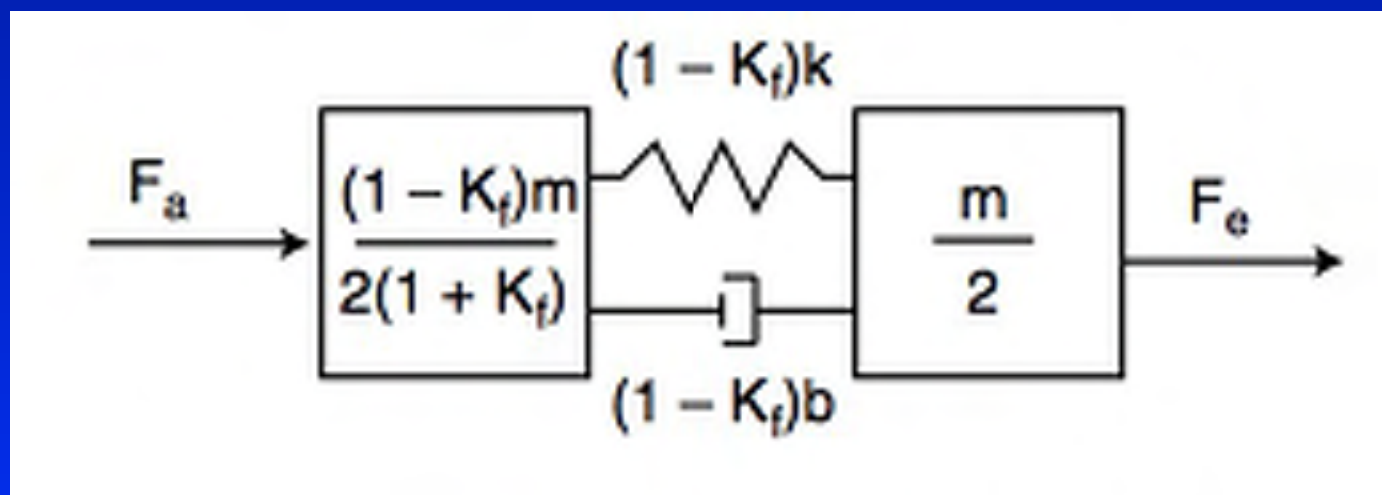 (1 – K_f)k
F_a
(1 – K_f)m
2(1 + K_f)
m
2
F_e
(1 – K_f)b